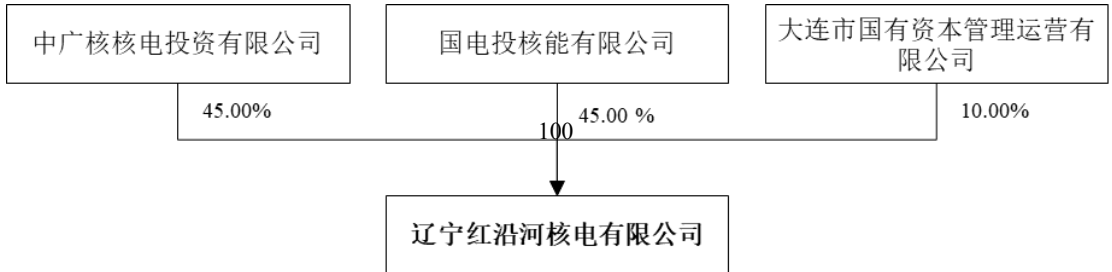 中广核核电投资有限公司
国电投核能有限公司
大连市国有资本管理运营有
限公司
45.00%
45.00 %
10.00%
100
辽宁红沿河核电有限公司